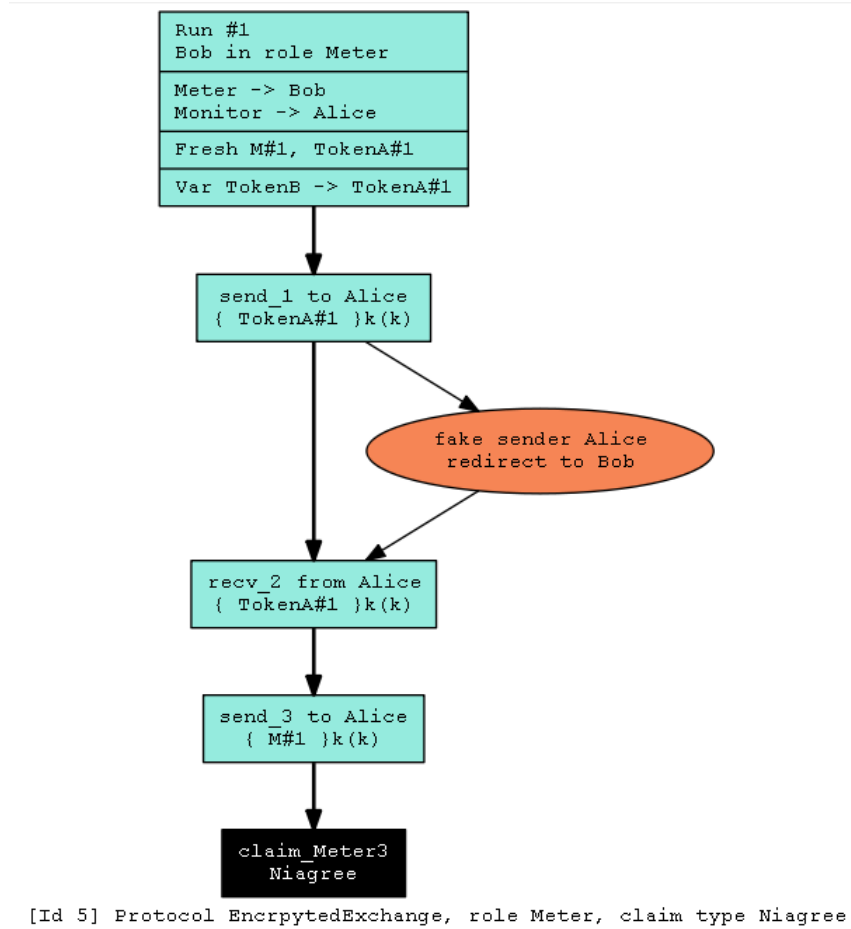 Run #1
Bob in role Meter
Meter -> Bob
Monitor -> Alice
Fresh M#1, TokenA#1
Var TokenB -> TokenA#1
send_1 to Alice
{ TokenA#1 }k(k)
fake sender Alice
redirect to Bob
recv_2 from Alice
{ TokenA#1 }k(k)
send_3 to Alice
{ M#1 }k(k)
claim_Meter3
Niagree
[Id 5] Protocol EncrpytedExchange, role Meter, claim type Niagree